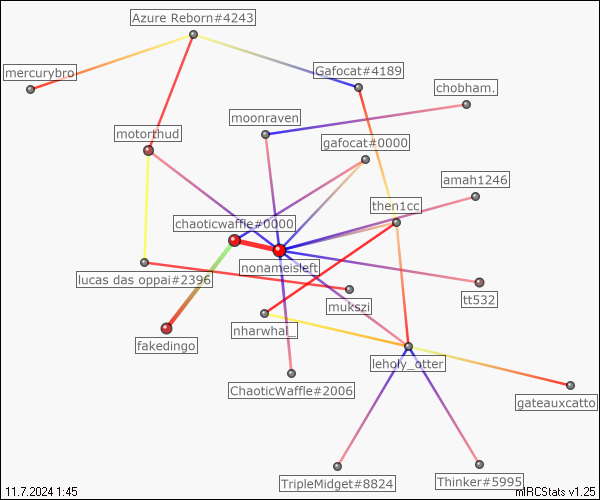 Azure Reborn#4243
mercurybro
Gafocat#4189
chobham.
moonraven
motorthud
gafocat#0000
amah1246
then1cc
chaoticwaffle#0000
nonameisleft
lucas das oppai#2396
tt532
mukszi
nharwhal_
fakedingo
leholy_otter
ChaoticWaffle#2006
gateauxcatto
TripleMidget#8824
Thinker#5995
11.7.2024 1:45
mIRCStats v1.25